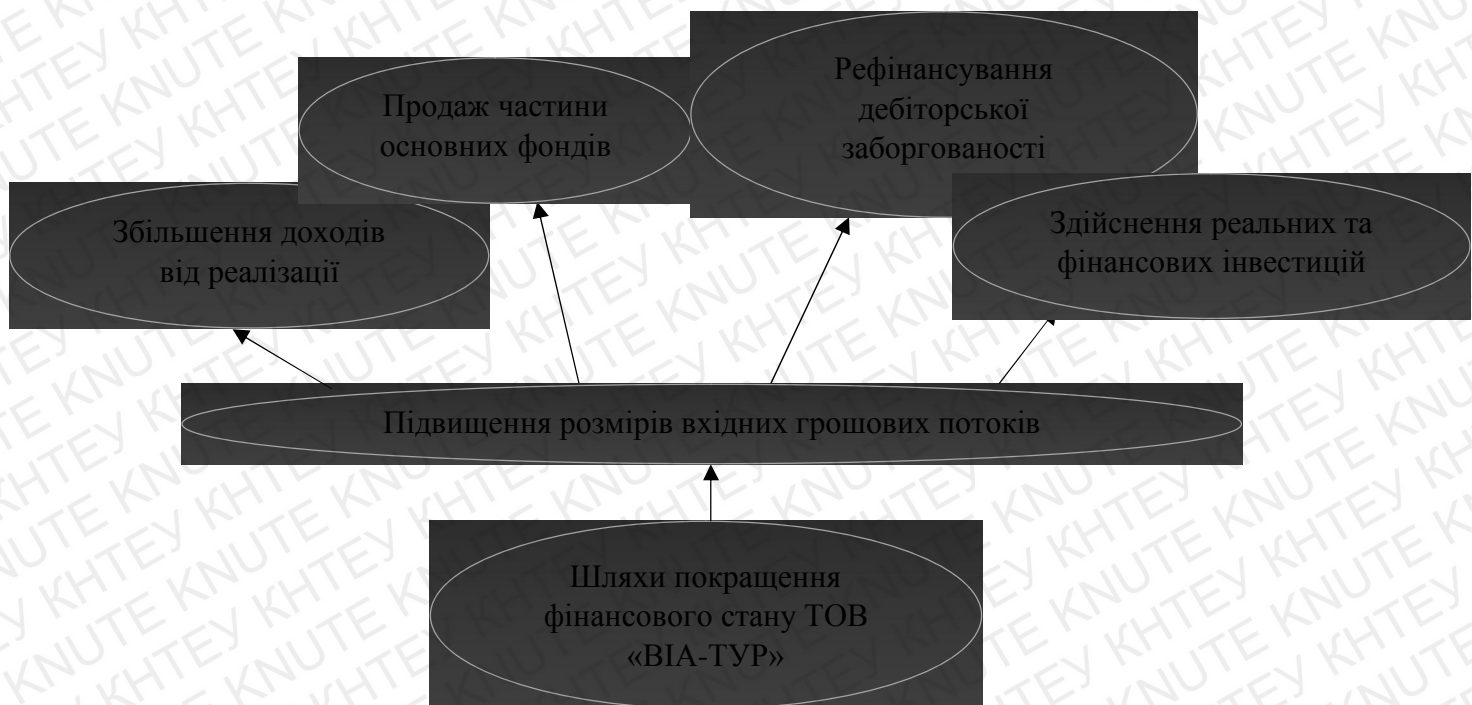 Рефінансування
дебіторської
заборгованості
Продаж частини
основних фондів
Збільшення доходів
від реалізації
Здійснення реальних та
фінансових інвестицій
Підвищення розмірів вхідних грошових потоків
Шляхи покращення
фінансового стану ТОВ
«ВІА-ТУР»